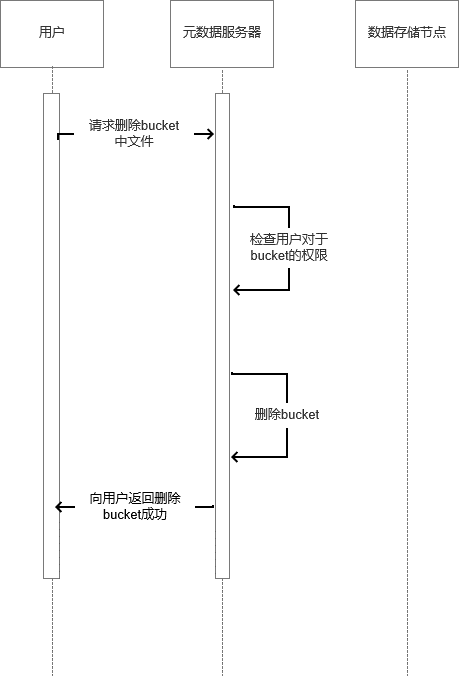 用户
元数据服务器
数据存储节点
请求删除bucket
中文件
检查用户对于
bucket的权限
删除bucket
向用户返回删除
bucket成功